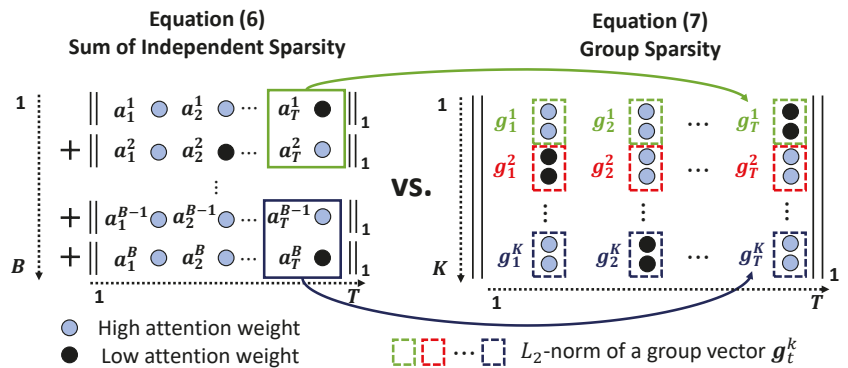 Equation (6)
Sum of Independent Sparsity
Equation (7)
Group Sparsity
1 || a_1^1 a_2^1 ⋯ a_T^1 ||_1
+ || a_1^2 a_2^2 ⋯ a_T^2 ||_1
⋮
+ || a_1^{B-1} a_2^{B-1} ⋯ a_T^{B-1} ||_1
B + || a_1^B a_2^B ⋯ a_T^B ||_1
1 T
vs.
1 || g_1^1 g_2^1 ⋯ g_T^1
g_1^2 g_2^2 g_T^2
⋮ ⋮ ⋯ ⋮
K g_1^K g_2^K ⋯ g_T^K ||_1
1 T
High attention weight
Low attention weight
⋯ L_2-norm of a group vector g_t^k